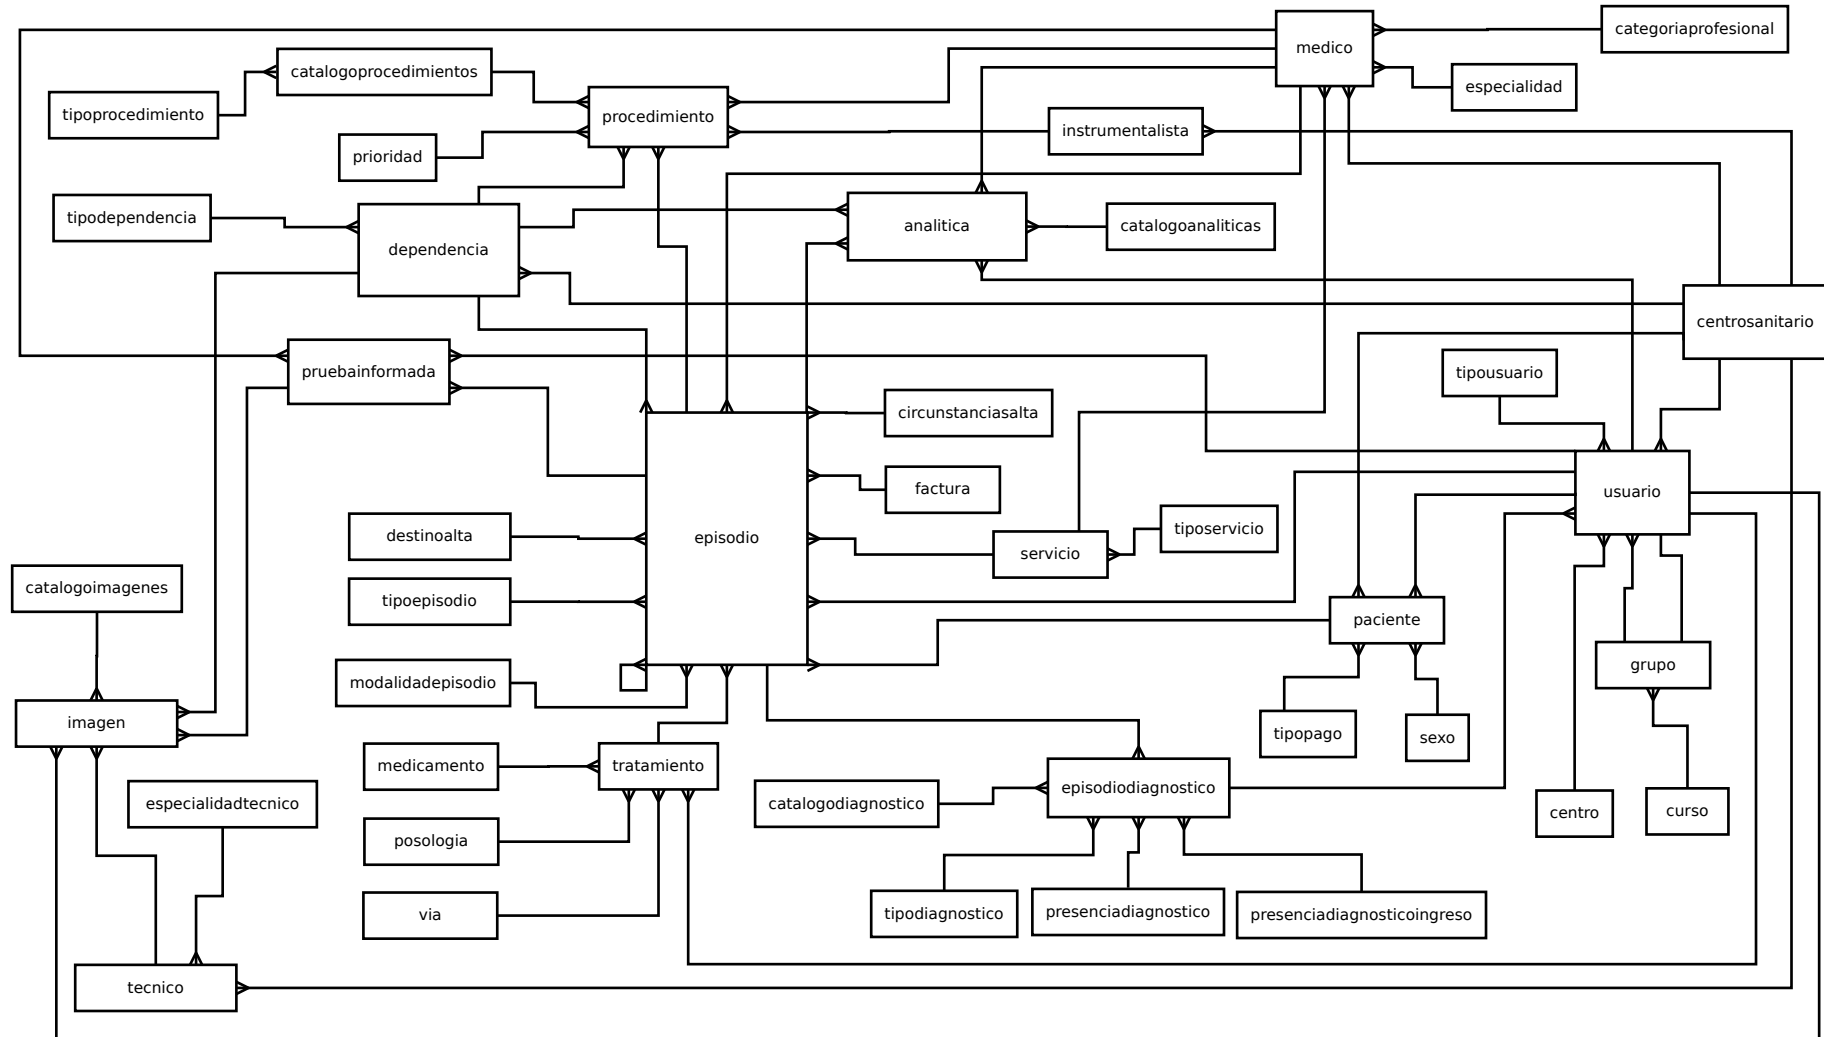 medico
categoriaprofesional
catalogoprocedimientos
especialidad
tipoprocedimiento
procedimiento
instrumentalista
prioridad
tipodependencia
analitica
catalogoanaliticas
dependencia
centrosanitario
pruebainformada
tipousuario
circunstanciasalta
factura
usuario
destinoalta
episodio
tiposervicio
servicio
catalogoimagenes
tipoepisodio
paciente
grupo
modalidadepisodio
imagen
tipopago
sexo
medicamento
tratamiento
episodiodiagnostico
especialidadtecnico
catalogodiagnostico
centro
curso
posologia
via
tipodiagnostico
presenciadiagnostico
presenciadiagnosticoingreso
tecnico